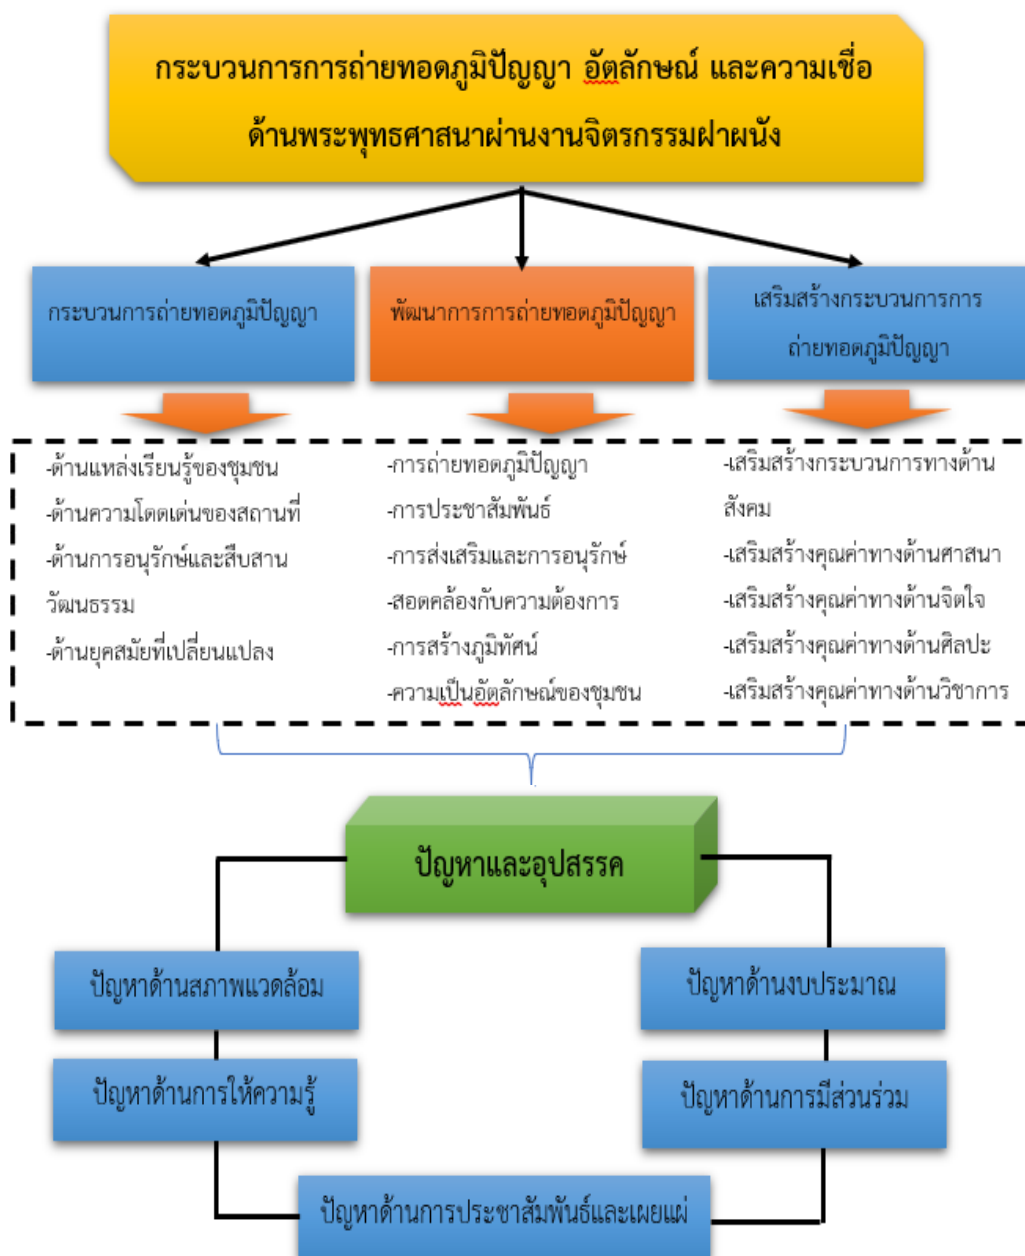 กระบวนการการถ่ายทอดภูมิปัญญา อัตลักษณ์ และความเชื่อ
ด้านพระพุทธศาสนาผ่านงานจิตรกรรมฝาผนัง
กระบวนการถ่ายทอดภูมิปัญญา
พัฒนาการการถ่ายทอดภูมิปัญญา
เสริมสร้างกระบวนการการ
ถ่ายทอดภูมิปัญญา
-ด้านแหล่งเรียนรู้ของชุมชน
-ด้านความโดดเด่นของสถานที่
-ด้านการอนุรักษ์และสืบสาน
วัฒนธรรม
-ด้านยุคสมัยที่เปลี่ยนแปลง
-การถ่ายทอดภูมิปัญญา
-การประชาสัมพันธ์
-การส่งเสริมและการอนุรักษ์
-สอดคล้องกับความต้องการ
-การสร้างภูมิทัศน์
-ความเป็นอัตลักษณ์ของชุมชน
-เสริมสร้างกระบวนการทางด้าน
สังคม
-เสริมสร้างคุณค่าทางด้านศาสนา
-เสริมสร้างคุณค่าทางด้านจิตใจ
-เสริมสร้างคุณค่าทางด้านศิลปะ
-เสริมสร้างคุณค่าทางด้านวิชาการ
ปัญหาและอุปสรรค
ปัญหาด้านสภาพแวดล้อม
ปัญหาด้านงบประมาณ
ปัญหาด้านการให้ความรู้
ปัญหาด้านการมีส่วนร่วม
ปัญหาด้านการประชาสัมพันธ์และเผยแผ่